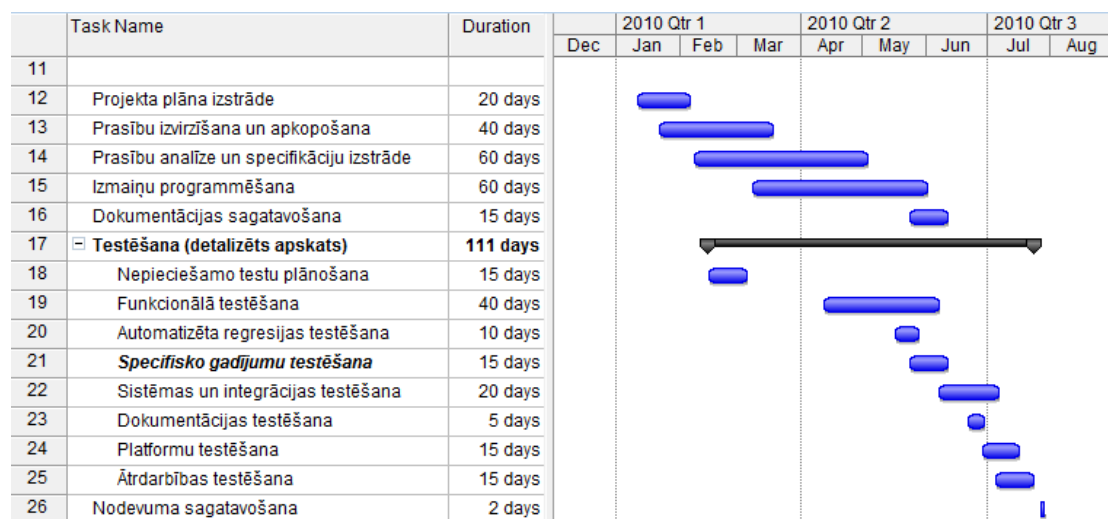 Task Name Duration 2010 Qtr 1 2010 Qtr 2 2010 Qtr 3
Dec Jan Feb Mar Apr May Jun Jul Aug
11
12 Projekta plāna izstrāde 20 days
13 Prasību izvirzīšana un apkopošana 40 days
14 Prasību analīze un specifikāciju izstrāde 60 days
15 Izmaiņu programmēšana 60 days
16 Dokumentācijas sagatavošana 15 days
17 Testēšana (detalizēts apskats) 111 days
18 Nepieciešamo testu plānošana 15 days
19 Funkcionālā testēšana 40 days
20 Automatizēta regresijas testēšana 10 days
21 Specifisko gadījumu testēšana 15 days
22 Sistēmas un integrācijas testēšana 20 days
23 Dokumentācijas testēšana 5 days
24 Platformu testēšana 15 days
25 Ātrdarbības testēšana 15 days
26 Nodevuma sagatavošana 2 days